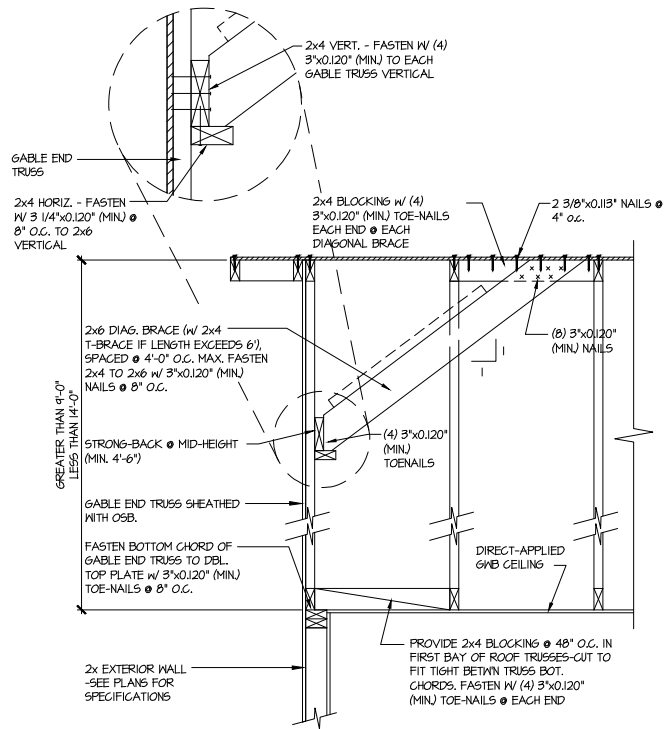 2x4 VERT. - FASTEN W/ (4)
3"x0.120" (MIN.) TO EACH
GABLE TRUSS VERTICAL
GABLE END
TRUSS
2x4 HORIZ. - FASTEN
W/ 3 1/4"x0.120" (MIN.) @
8" O.C. TO 2x6
VERTICAL
2x4 BLOCKING W/ (4)
3"x0.120" (MIN.) TOE-NAILS
EACH END @ EACH
DIAGONAL BRACE
2 3/8"x0.113" NAILS @
4" O.C.
2x6 DIAG. BRACE (W/ 2x4
T-BRACE IF LENGTH EXCEEDS 6'),
SPACED @ 4'-0" O.C. MAX. FASTEN
2x4 TO 2x6 W/ 3"x0.120" (MIN.)
NAILS @ 8" O.C.
(8) 3"x0.120"
(MIN.) NAILS
1
1
GREATER THAN 9'-0"
LESS THAN 14'-0"
STRONG-BACK @ MID-HEIGHT
(MIN. 4'-6")
(4) 3"x0.120"
(MIN.)
TOENAILS
GABLE END TRUSS SHEATHED
WITH OSB.
FASTEN BOTTOM CHORD OF
GABLE END TRUSS TO DBL.
TOP PLATE W/ 3"x0.120" (MIN.)
TOE-NAILS @ 8" O.C.
DIRECT-APPLIED
GWB CEILING
2x EXTERIOR WALL
-SEE PLANS FOR
SPECIFICATIONS
PROVIDE 2x4 BLOCKING @ 48" O.C. IN
FIRST BAY OF ROOF TRUSSES-CUT TO
FIT TIGHT BETW'N TRUSS BOT.
CHORDS. FASTEN W/ (4) 3"x0.120"
(MIN.) TOE-NAILS @ EACH END